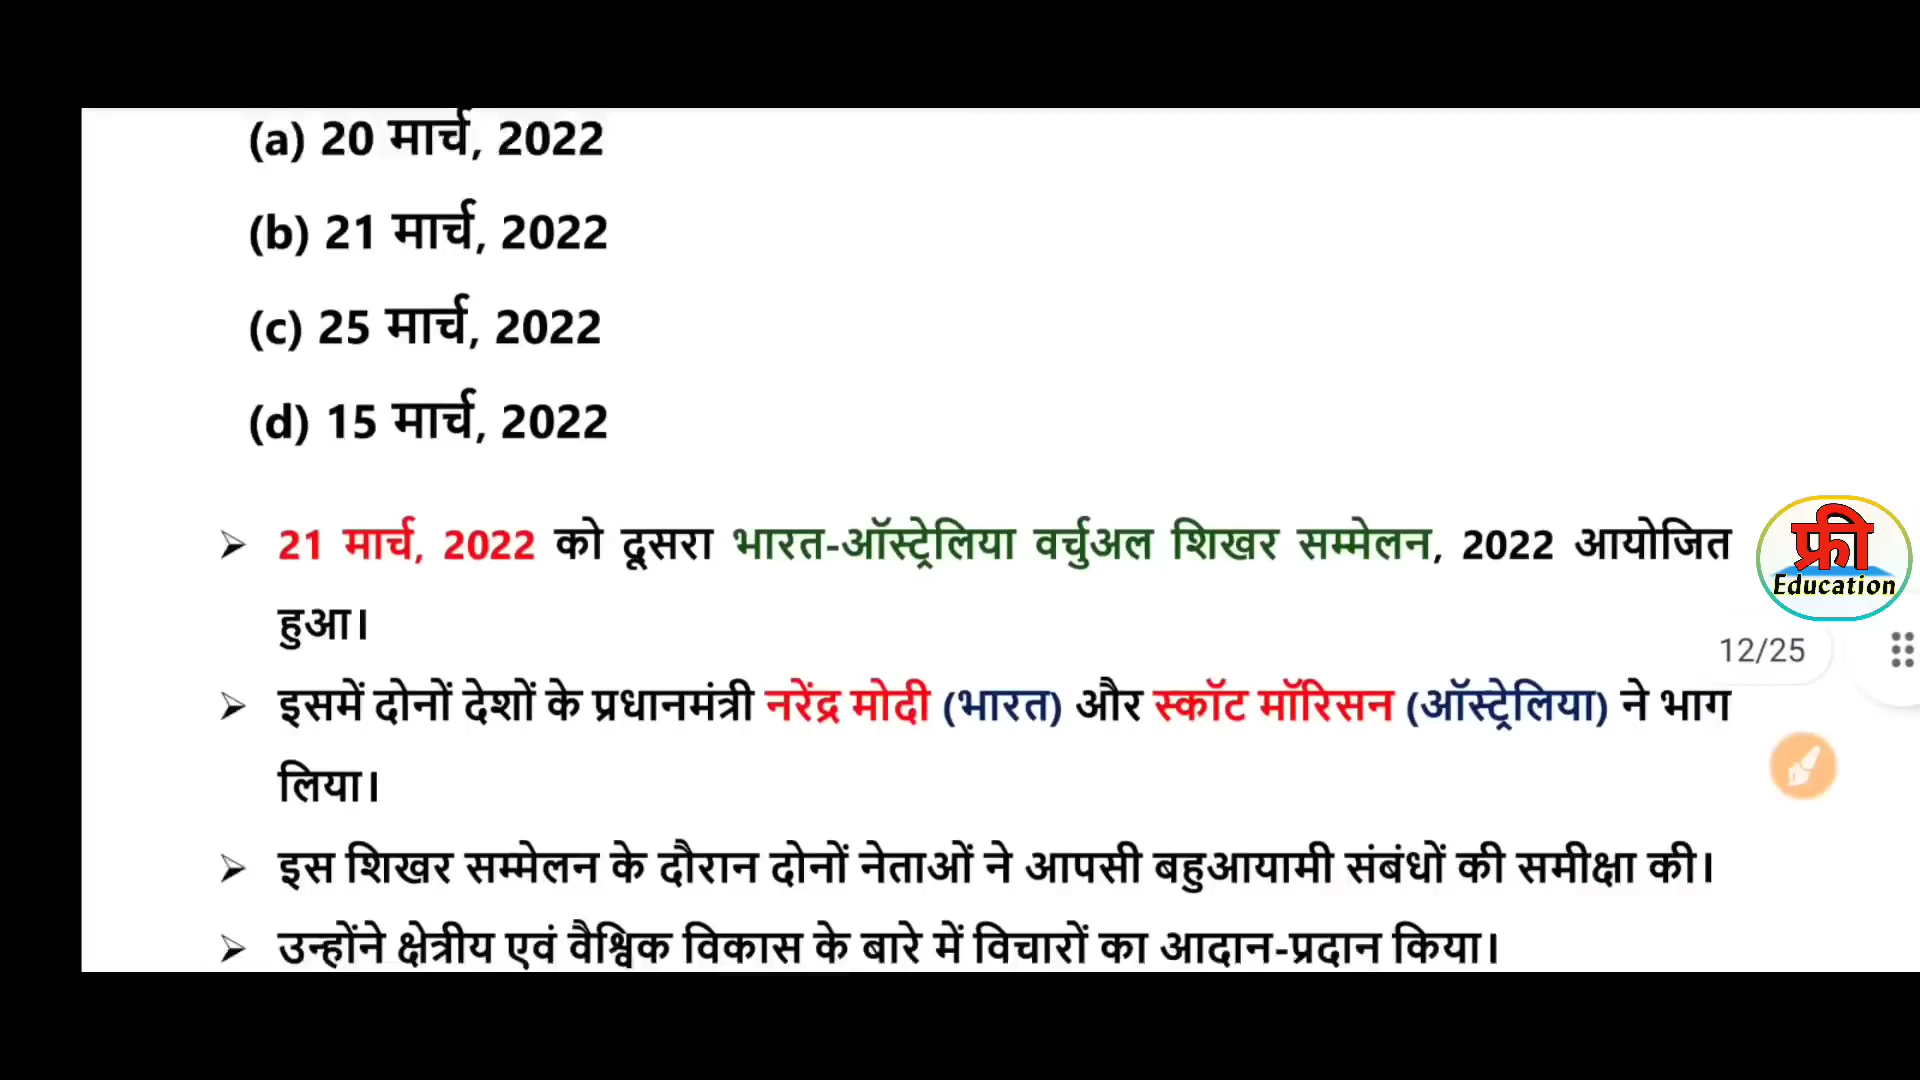 (a) 20 मार्च, 2022
(b) 21 मार्च, 2022
(c) 25 मार्च, 2022
(d) 15 मार्च, 2022
➢ 21 मार्च, 2022 को दूसरा भारत-ऑस्ट्रेलिया वर्चुअल शिखर सम्मेलन, 2022 आयोजित
हुआ।
फ्री
Education
12/25
➢ इसमें दोनों देशों के प्रधानमंत्री नरेंद्र मोदी (भारत) और स्कॉट मॉरिसन (ऑस्ट्रेलिया) ने भाग
लिया।
➢ इस शिखर सम्मेलन के दौरान दोनों नेताओं ने आपसी बहुआयामी संबंधों की समीक्षा की।
➢ उन्होंने क्षेत्रीय एवं वैश्विक विकास के बारे में विचारों का आदान-प्रदान किया।